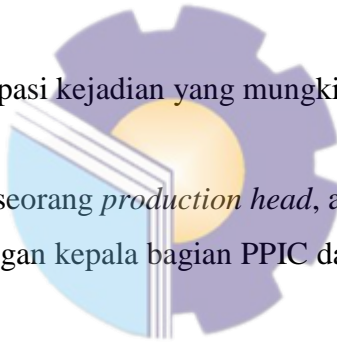 pasi kejadian yang mungki
seorang production head, a
gan kepala bagian PPIC da